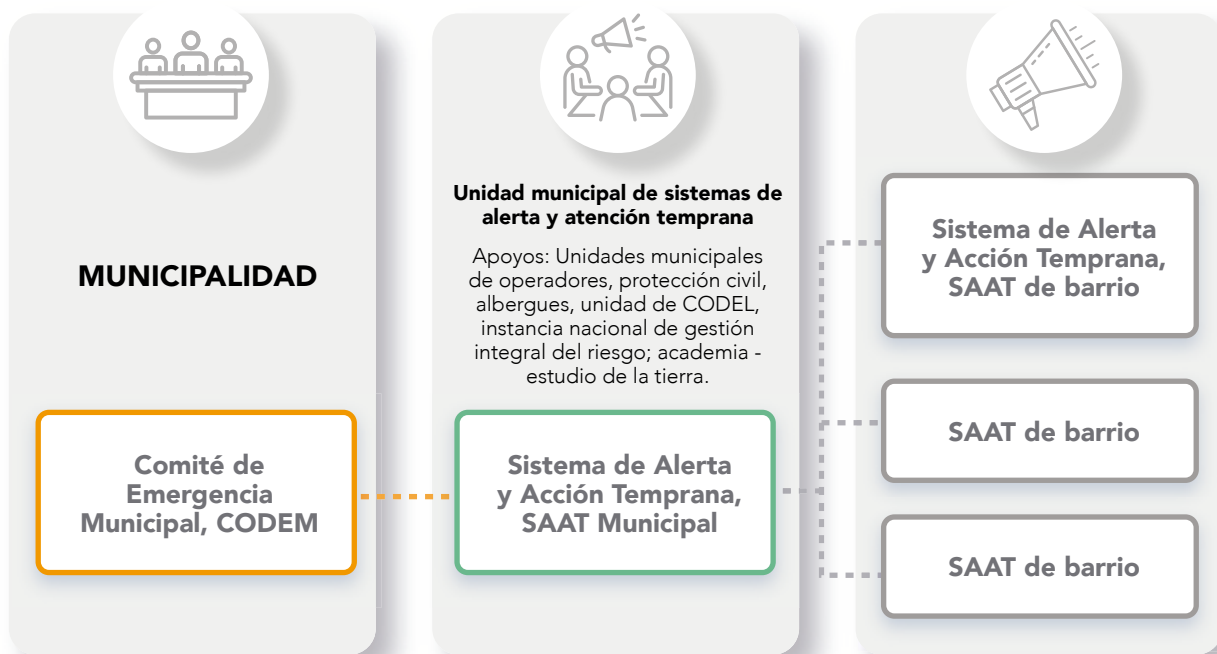 MUNICIPALIDAD
Comité de
Emergencia
Municipal, CODEM
Unidad municipal de sistemas de
alerta y atención temprana
Apoyos: Unidades municipales
de operadores, protección civil,
albergues, unidad de CODEL,
instancia nacional de gestión
integral del riesgo; academia -
estudio de la tierra.
Sistema de Alerta
y Acción Temprana,
SAAT Municipal
Sistema de Alerta
y Acción Temprana,
SAAT de barrio
SAAT de barrio
SAAT de barrio